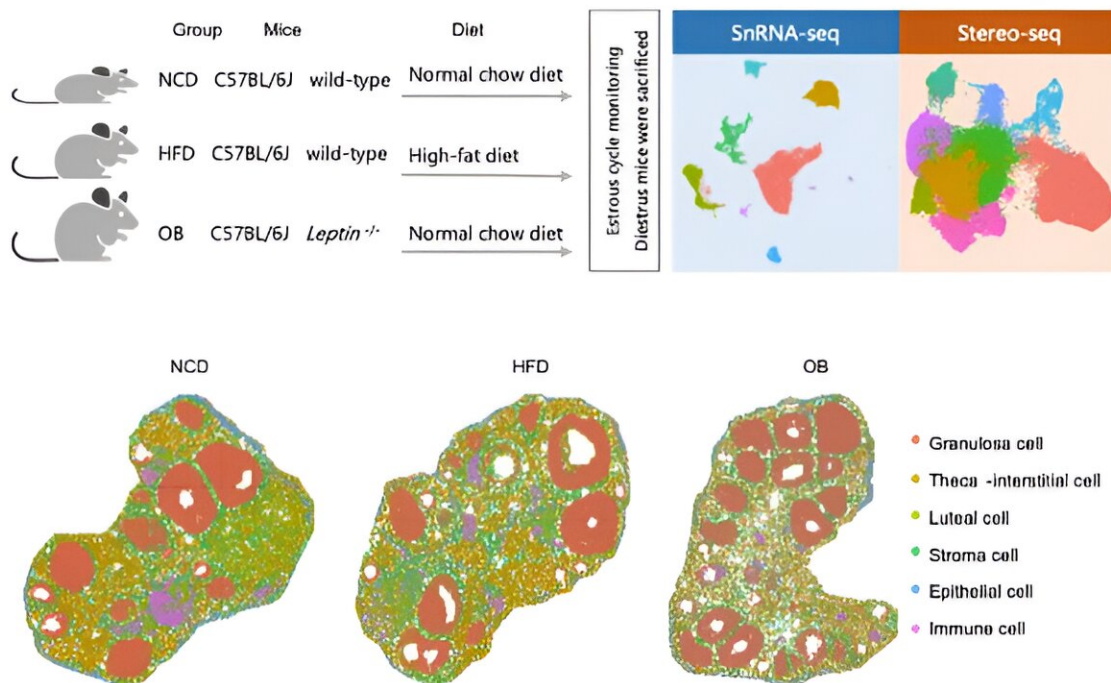 Group Mice Diet
NCD C57BL/6J wild-type Normal chow diet
HFD C57BL/6J wild-type High-fat diet
OB C57BL/6J Leptin -/- Normal chow diet
Estrous cycle monitoring
Diestrus mice were sacrificed
SnRNA-seq
Stereo-seq
NCD
HFD
OB
Granulosa cell
Theca -interstitial cell
Luteal cell
Stroma cell
Epithelial cell
Immune cell